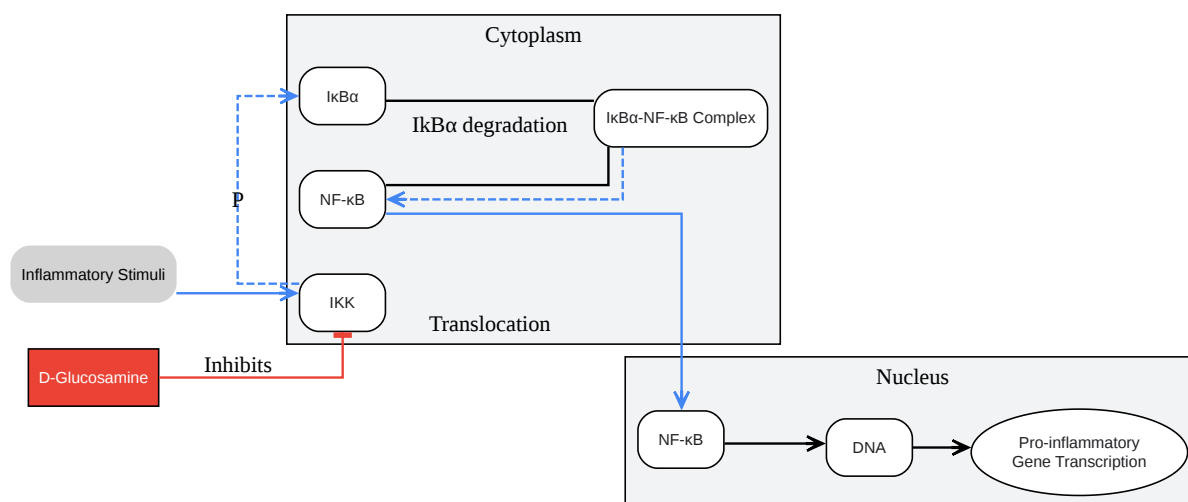 Cytoplasm
IκBα
IκBα-NF-κB Complex
IkBα degradation
NF-κB
P
Inflammatory Stimuli
IKK
Translocation
Inhibits
D-Glucosamine
Nucleus
NF-κB
DNA
Pro-inflammatory
Gene Transcription